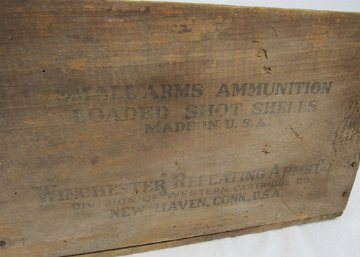 SMALL ARMS AMMUNITION
LOADED SHOT SHELLS
MADE IN U.S.A.
WINCHESTER REPEATING ARMS CO.
DIVISION OF WESTERN CARTRIDGE CO.
NEW HAVEN, CONN., U.S.A.